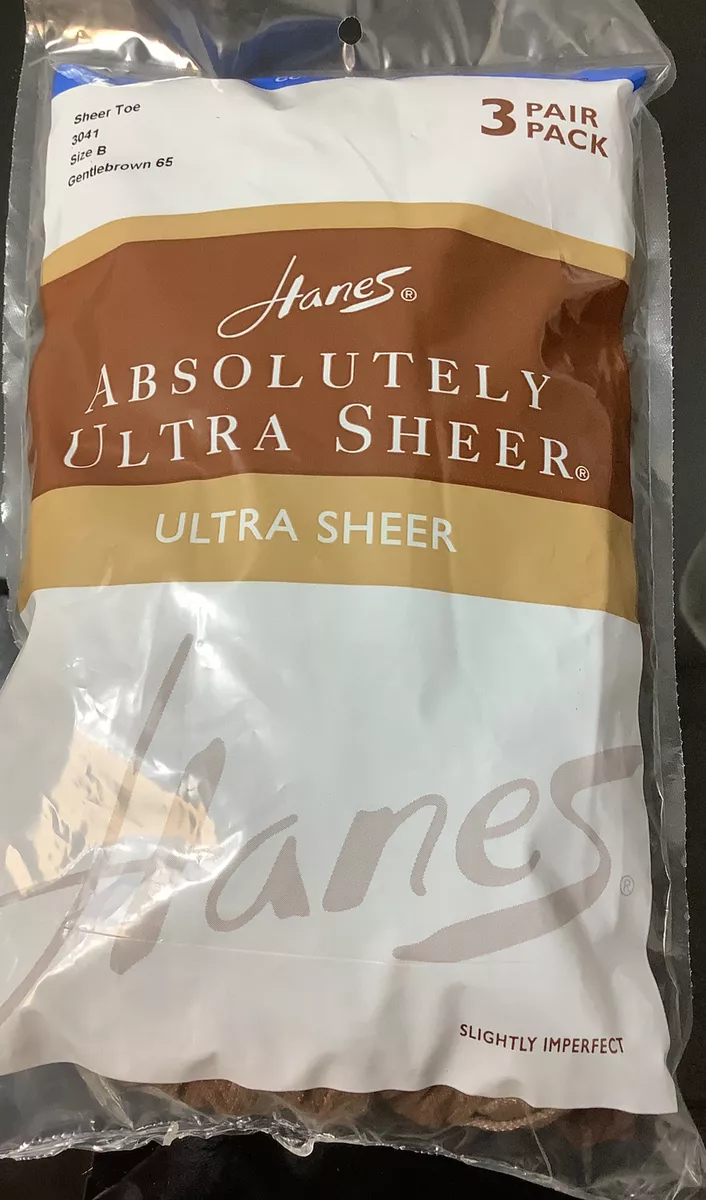 Sheer Toe
3041
Size B
Gentlebrown 65
3 PAIR
PACK
Hanes®
ABSOLUTELY
ULTRA SHEER®
ULTRA SHEER
Hanes®
SLIGHTLY IMPERFECT